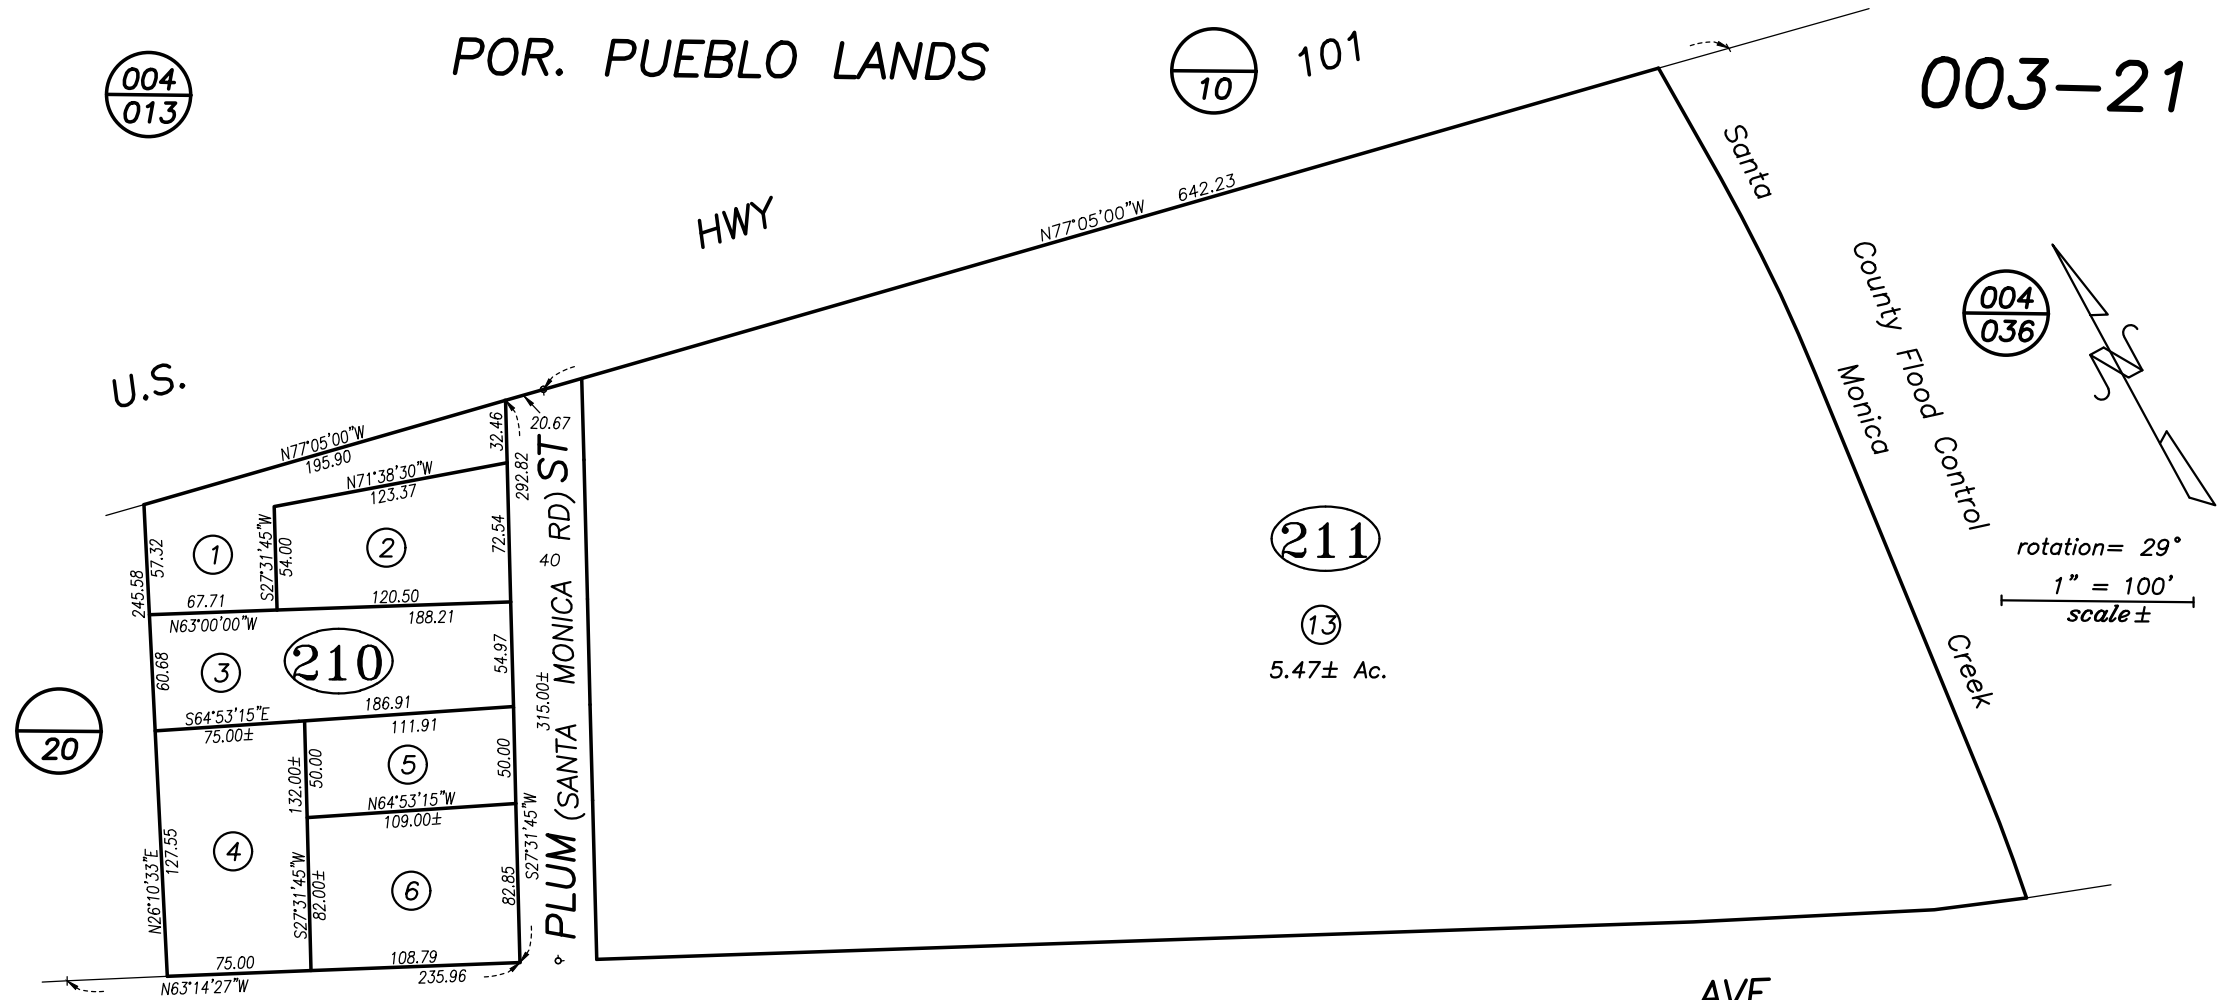 004
013
POR. PUEBLO LANDS
10
101
003-21
Santa
HWY
N77°05'00"W
642.23
County Flood Control
004
036
U.S.
Monica
N
20.67
N77°05'00"W
195.90
32.46
N71°38'30"W
123.37
292.82
ST
57.32
1
S27°31'45"W
54.00
2
72.54
RD)
40
211
rotation= 29°
1" = 100'
scale±
245.58
67.71
120.50
N63°00'00"W
188.21
MONICA
13
5.47± Ac.
60.68
3
210
54.97
315.00±
Creek
S64°53'15"E
186.91
75.00±
111.91
(SANTA
20
132.00±
50.00
5
50.00
N64°53'15"W
109.00±
127.55
4
S27°31'45"W
PLUM
N26°10'33"E
S27°31'45"W
82.00±
6
82.85
75.00
108.79
N63°14'27"W
235.96
AVE